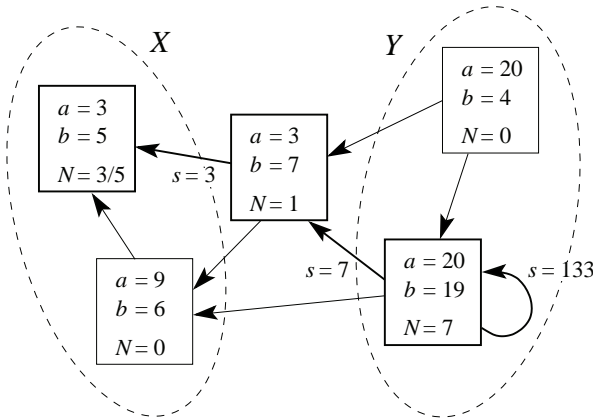 X
Y
a = 20
b = 4
N = 0
a = 3
b = 5
N = 3/5
a = 3
b = 7
N = 1
s = 3
a = 20
b = 19
N = 7
s = 7
s = 133
a = 9
b = 6
N = 0